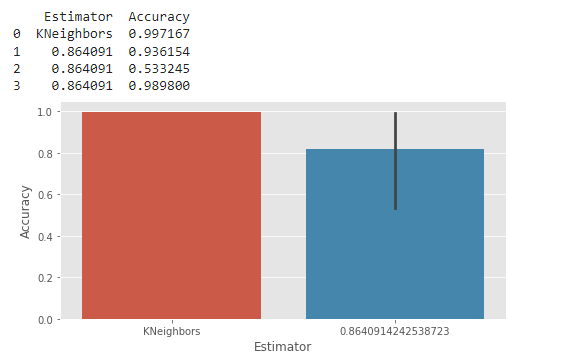 Estimator Accuracy
0 KNeighbors 0.997167
1 0.864091 0.936154
2 0.864091 0.533245
3 0.864091 0.989800
1.0
0.8
0.6
0.4
0.2
0.0
Accuracy
KNeighbors 0.8640914242538723
Estimator